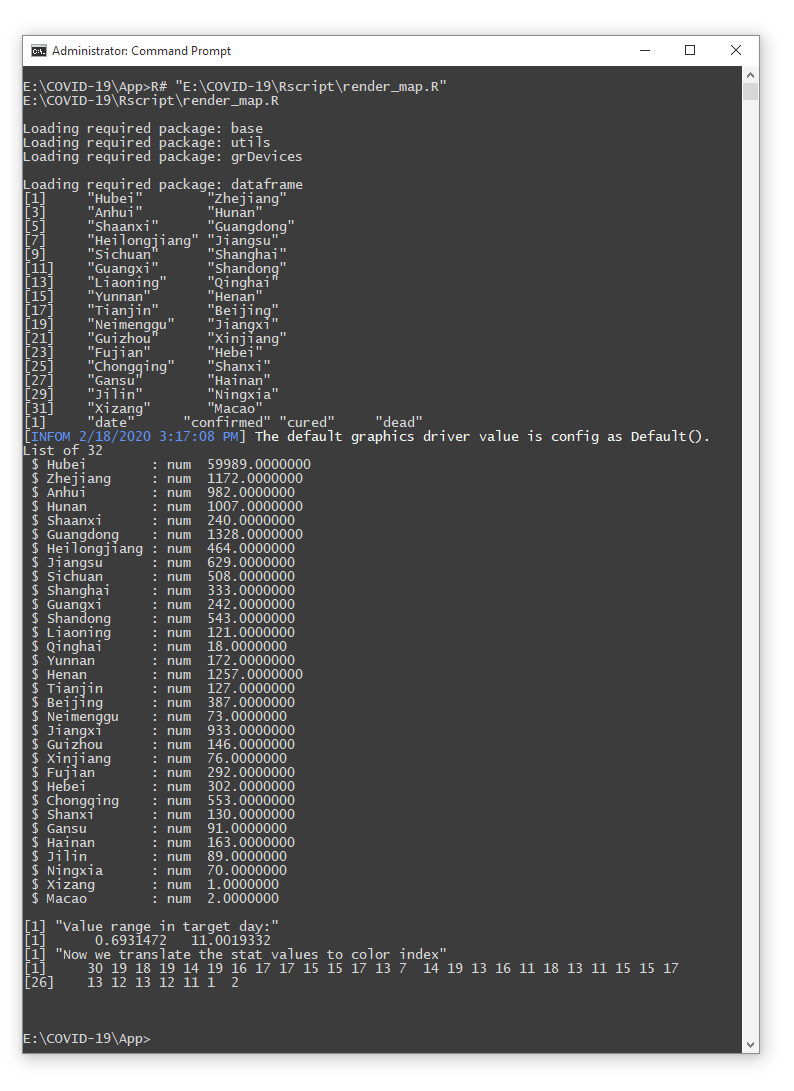 Administrator: Command Prompt
E:\COVID-19\App>R# "E:\COVID-19\Rscript\render_map.R"
E:\COVID-19\Rscript\render_map.R
Loading required package: base
Loading required package: utils
Loading required package: grDevices
Loading required package: dataframe
[1]     "Hubei"        "Zhejiang"
[3]     "Anhui"        "Hunan"
[5]     "Shaanxi"      "Guangdong"
[7]     "Heilongjiang" "Jiangsu"
[9]     "Sichuan"      "Shanghai"
[11]    "Guangxi"      "Shandong"
[13]    "Liaoning"     "Qinghai"
[15]    "Yunnan"       "Henan"
[17]    "Tianjin"      "Beijing"
[19]    "Neimenggu"    "Jiangxi"
[21]    "Guizhou"      "Xinjiang"
[23]    "Fujian"       "Hebei"
[25]    "Chongqing"    "Shanxi"
[27]    "Gansu"        "Hainan"
[29]    "Jilin"        "Ningxia"
[31]    "Xizang"       "Macao"
[1]     "date"      "confirmed" "cured"     "dead"
[INFOM 2/18/2020 3:17:08 PM] The default graphics driver value is config as Default().
List of 32
 $ Hubei        : num  59989.0000000
 $ Zhejiang     : num  1172.0000000
 $ Anhui        : num  982.0000000
 $ Hunan        : num  1007.0000000
 $ Shaanxi      : num  240.0000000
 $ Guangdong    : num  1328.0000000
 $ Heilongjiang : num  464.0000000
 $ Jiangsu      : num  629.0000000
 $ Sichuan      : num  508.0000000
 $ Shanghai     : num  333.0000000
 $ Guangxi      : num  242.0000000
 $ Shandong     : num  543.0000000
 $ Liaoning     : num  121.0000000
 $ Qinghai      : num  18.0000000
 $ Yunnan       : num  172.0000000
 $ Henan        : num  1257.0000000
 $ Tianjin      : num  127.0000000
 $ Beijing      : num  387.0000000
 $ Neimenggu    : num  73.0000000
 $ Jiangxi      : num  933.0000000
 $ Guizhou      : num  146.0000000
 $ Xinjiang     : num  76.0000000
 $ Fujian       : num  292.0000000
 $ Hebei        : num  302.0000000
 $ Chongqing    : num  553.0000000
 $ Shanxi       : num  130.0000000
 $ Gansu        : num  91.0000000
 $ Hainan       : num  163.0000000
 $ Jilin        : num  89.0000000
 $ Ningxia      : num  70.0000000
 $ Xizang       : num  1.0000000
 $ Macao        : num  2.0000000
[1] "Value range in target day:"
[1]      0.6931472   11.0019332
[1] "Now we translate the stat values to color index"
[1]     30 19 18 19 14 19 16 17 17 15 15 17 13 7  14 19 13 16 11 18 13 11 15 15 17
[26]    13 12 13 12 11 1  2
E:\COVID-19\App>